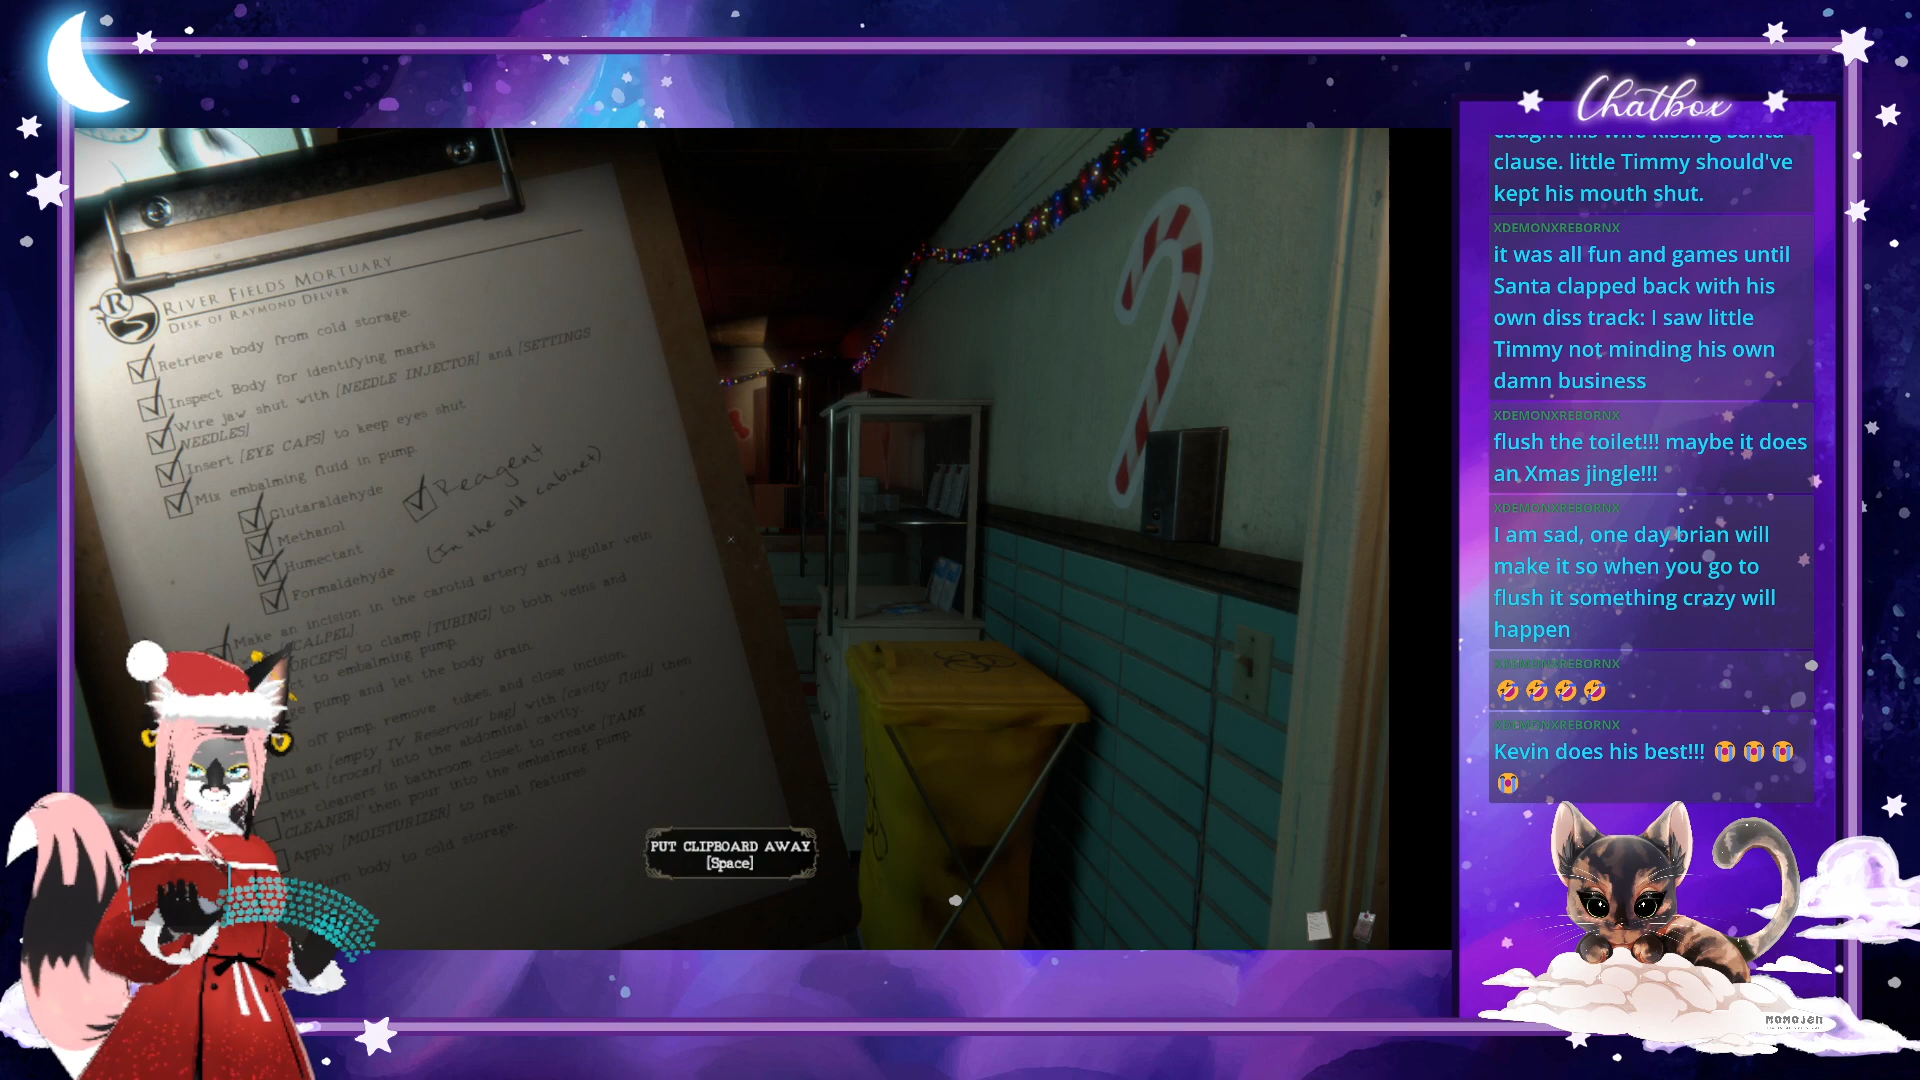 RIVER FIELDS MORTUARY
DESK OF RAYMOND DELVER
Retrieve body from cold storage.
Inspect Body for identifying marks
Wire jaw shut with [NEEDLE INJECTOR] and [SETTINGS
NEEDLES]
Insert [EYE CAPS] to keep eyes shut
Mix embalming fluid in pump.
Glutaraldehyde
Reagent
Methanol
(In the old cabinet)
Humectant
Formaldehyde
Make an incision in the carotid artery and jugular vein
to clamp [TUBING] to both veins and
to embalming pump.
pump and let the body drain.
off pump, remove tubes, and close incision.
Fill an [empty IV Reservoir bag] with [cavity fluid] then
insert [trocar] into the abdominal cavity.
Mix cleaners in bathroom closet to create [TANK
CLEANER] then pour into the embalming pump.
Apply [MOISTURIZER] to facial features
body to cold storage.
PUT CLIPBOARD AWAY
[Space]
Chatbox
caught his wife kissing Santa
clause. little Timmy should've
kept his mouth shut.
XDEMONXREBORNX
it was all fun and games until
Santa clapped back with his
own diss track: I saw little
Timmy not minding his own
damn business
XDEMONXREBORNX
flush the toilet!!! maybe it does
an Xmas jingle!!!
XDEMONXREBORNX
I am sad, one day brian will
make it so when you go to
flush it something crazy will
happen
XDEMONXREBORNX
🤣🤣🤣🤣
XDEMONXREBORNX
Kevin does his best!!! 😭😭😭
😭